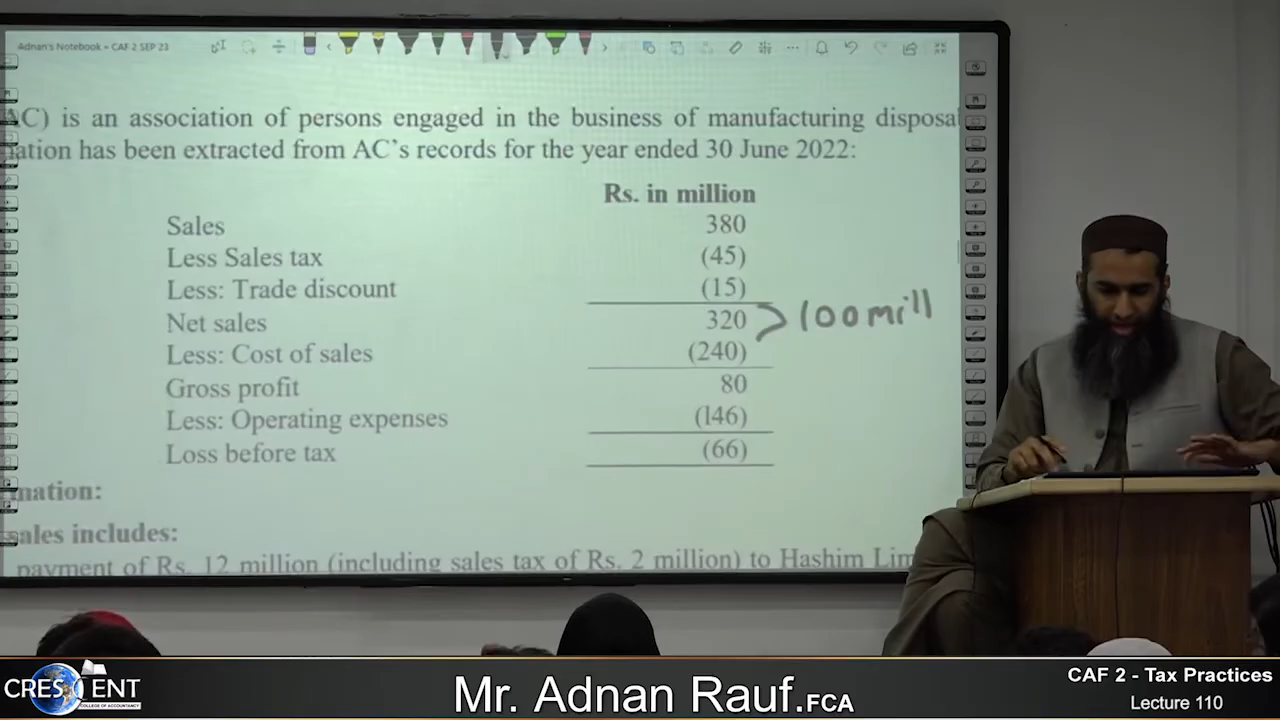 Adnan's Notebook » CAF 2 SEP 23
AC) is an association of persons engaged in the business of manufacturing disposa
nation has been extracted from AC's records for the year ended 30 June 2022:
Rs. in million
Sales 380
Less Sales tax (45)
Less: Trade discount (15)
Net sales 320 100 mill
Less: Cost of sales (240)
Gross profit 80
Less: Operating expenses (146)
Loss before tax (66)
mation:
sales includes:
payment of Rs. 12 million (including sales tax of Rs. 2 million) to Hashim Lim
CRESCENT
COLLEGE OF ACCOUNTANCY
Mr. Adnan Rauf.FCA
CAF 2 - Tax Practices
Lecture 110